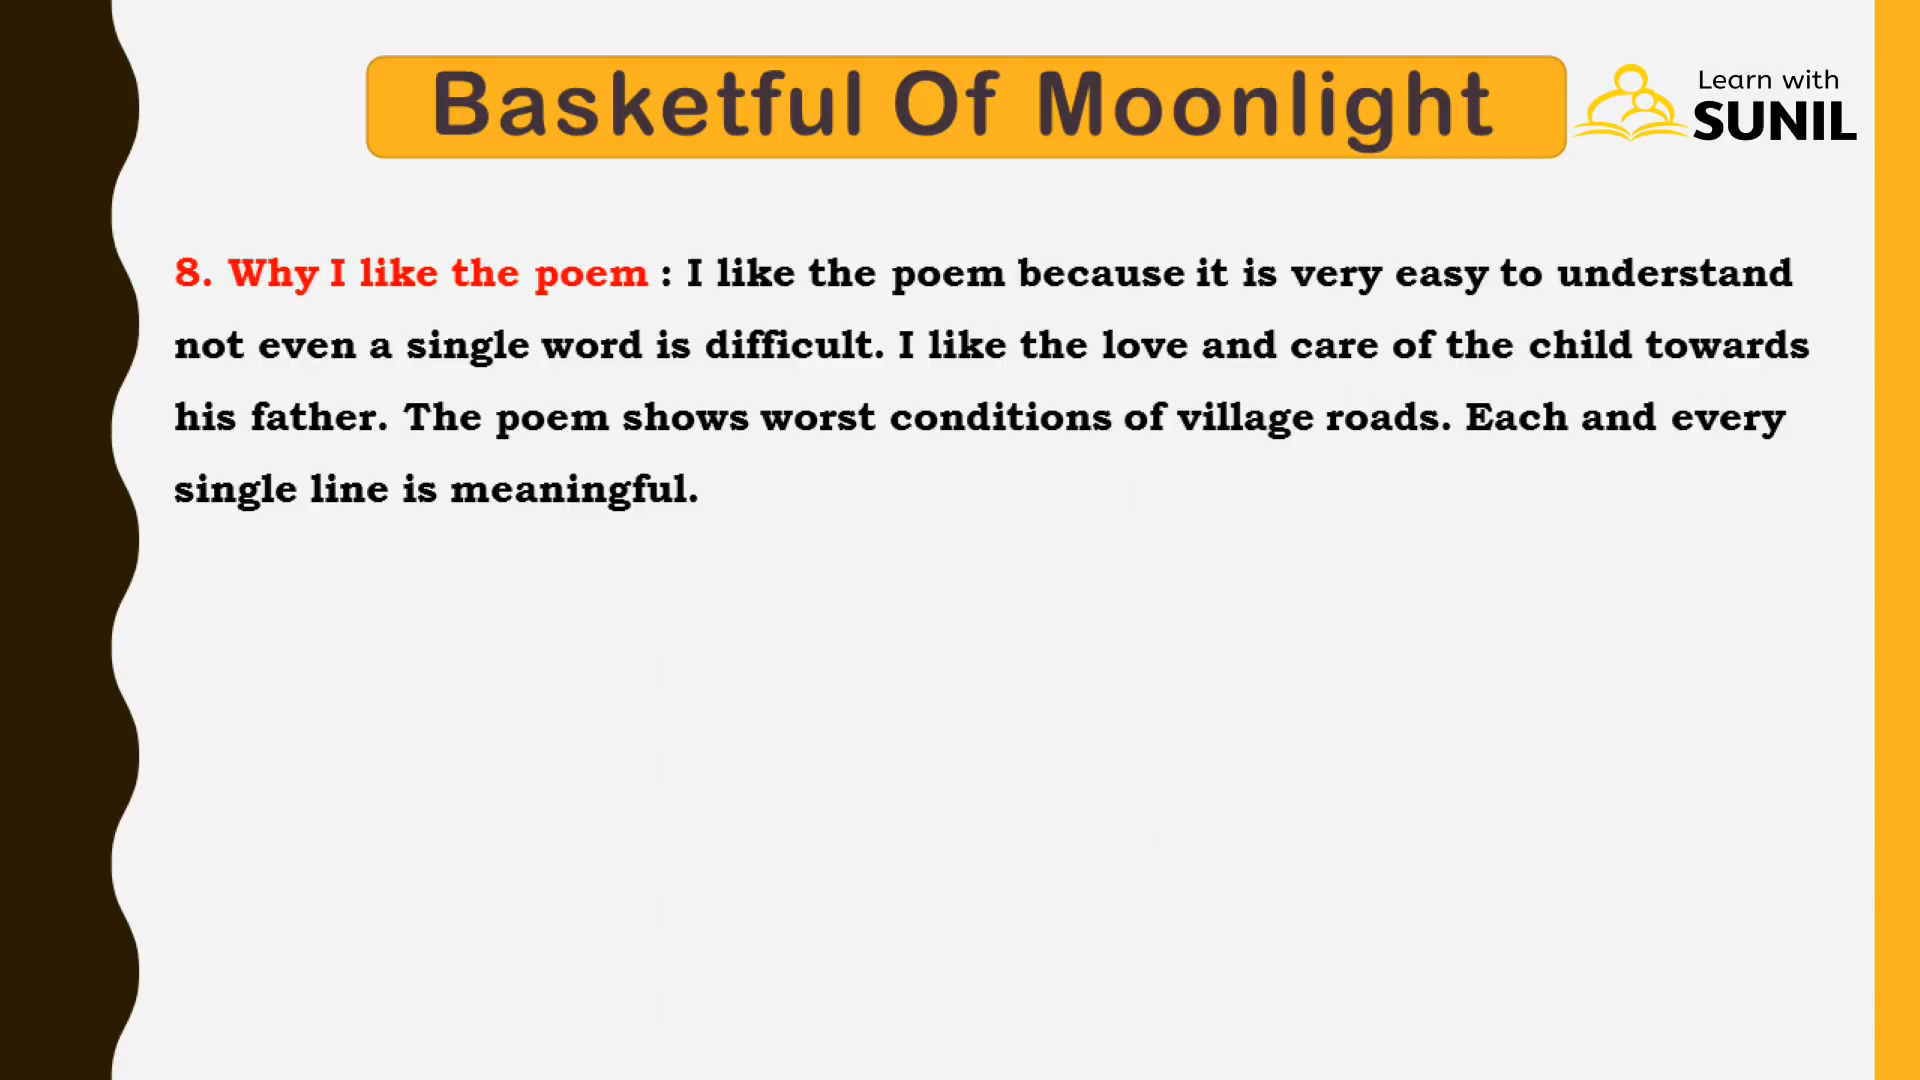 Basketful Of Moonlight
Learn with
SUNIL
8. Why I like the poem : I like the poem because it is very easy to understand
not even a single word is difficult. I like the love and care of the child towards
his father. The poem shows worst conditions of village roads. Each and every
single line is meaningful.